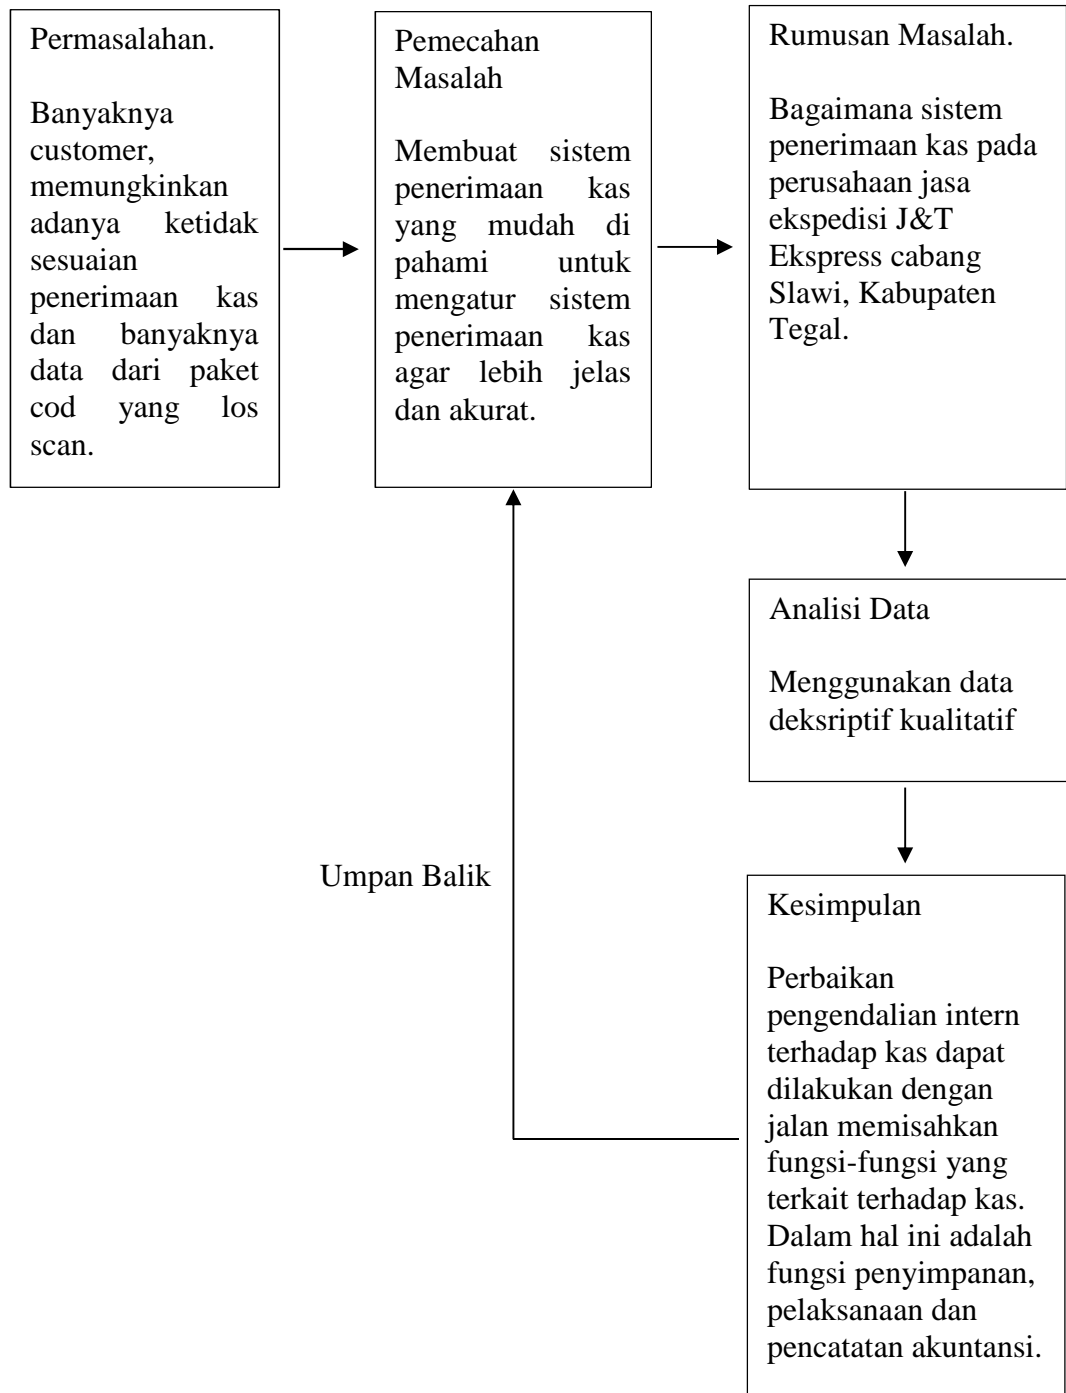 Permasalahan.
Banyaknya
customer,
memungkinkan
adanya ketidak
sesuaian
penerimaan kas
dan banyaknya
data dari paket
cod yang los
scan.
Pemecahan
Masalah
Membuat sistem
penerimaan kas
yang mudah di
pahami untuk
mengatur sistem
penerimaan kas
agar lebih jelas
dan akurat.
Rumusan Masalah.
Bagaimana sistem
penerimaan kas pada
perusahaan jasa
ekspedisi J&T
Ekspress cabang
Slawi, Kabupaten
Tegal.
Analisi Data
Menggunakan data
deksriptif kualitatif
Umpan Balik
Kesimpulan
Perbaikan
pengendalian intern
terhadap kas dapat
dilakukan dengan
jalan memisahkan
fungsi-fungsi yang
terkait terhadap kas.
Dalam hal ini adalah
fungsi penyimpanan,
pelaksanaan dan
pencatatan akuntansi.